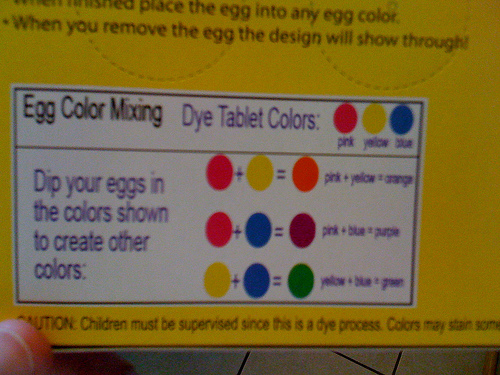 When finished place the egg into any egg color.
• When you remove the egg the design will show through!
Egg Color Mixing
Dye Tablet Colors:
pink yellow blue
Dip your eggs in
the colors shown
to create other
colors:
+ = pink + yellow = orange
+ = pink + blue = purple
+ = yellow + blue = green
CAUTION: Children must be supervised since this is a dye process. Colors may stain some